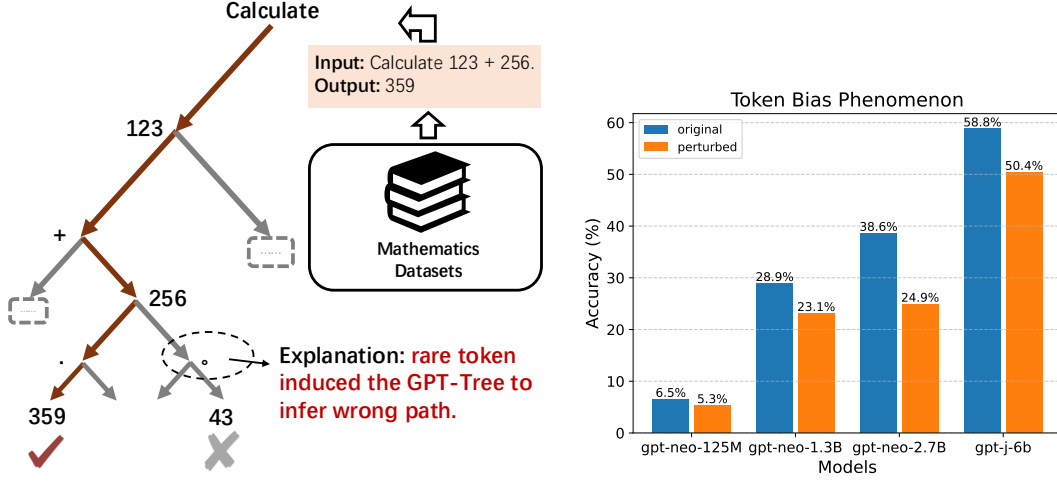 Calculate
Input: Calculate 123 + 256.
Output: 359
123
Mathematics
Datasets
+
......
......
256
.
。
Explanation: rare token
induced the GPT-Tree to
infer wrong path.
359
43
Token Bias Phenomenon
original
perturbed
Accuracy (%)
60
50
40
30
20
10
0
6.5%
5.3%
28.9%
23.1%
38.6%
24.9%
58.8%
50.4%
gpt-neo-125M
gpt-neo-1.3B
gpt-neo-2.7B
gpt-j-6b
Models